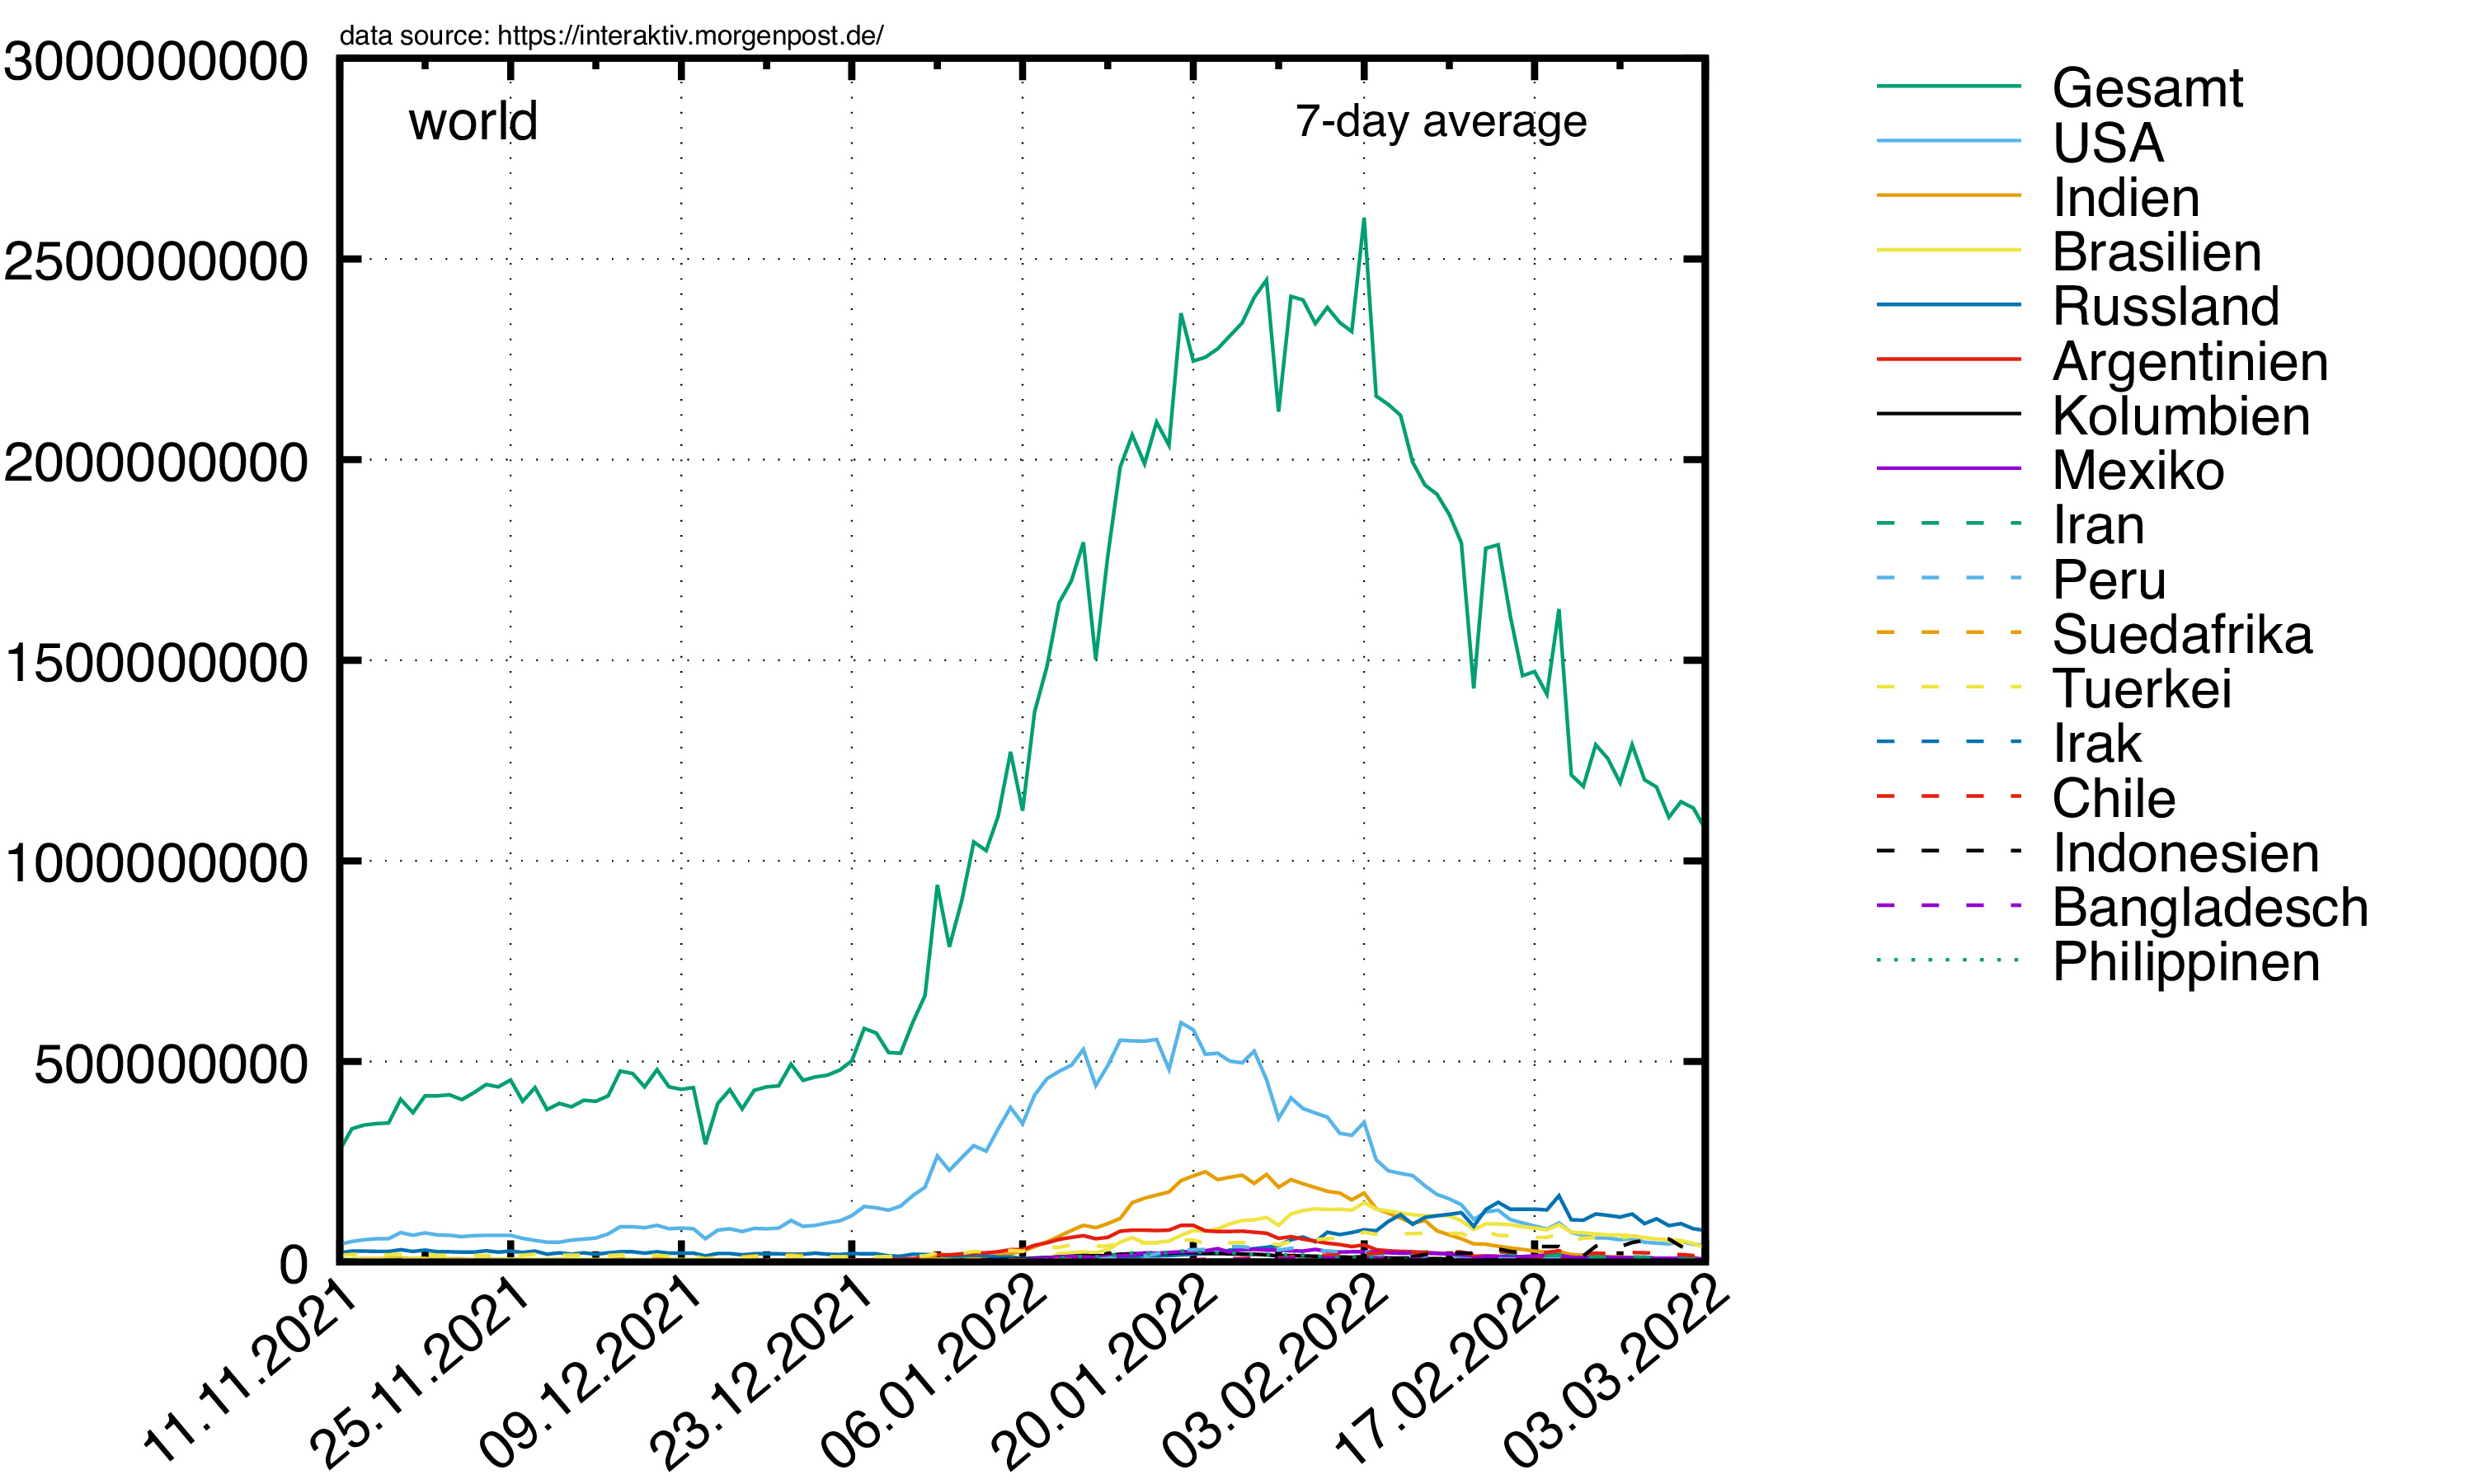 data source: https://interaktiv.morgenpost.de/
world
7-day average
3000000000
2500000000
2000000000
1500000000
1000000000
500000000
0
11.11.2021
25.11.2021
09.12.2021
23.12.2021
06.01.2022
20.01.2022
03.02.2022
17.02.2022
03.03.2022
Gesamt
USA
Indien
Brasilien
Russland
Argentinien
Kolumbien
Mexiko
Iran
Peru
Suedafrika
Tuerkei
Irak
Chile
Indonesien
Bangladesch
Philippinen